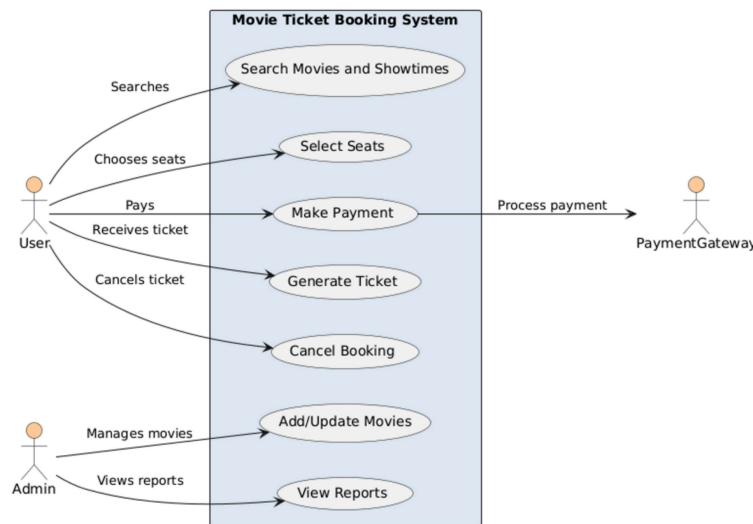 Movie Ticket Booking System
Search Movies and Showtimes
Searches
Select Seats
Chooses seats
Make Payment
Pays
Process payment
User
PaymentGateway
Receives ticket
Generate Ticket
Cancels ticket
Cancel Booking
Add/Update Movies
Manages movies
Admin
Views reports
View Reports